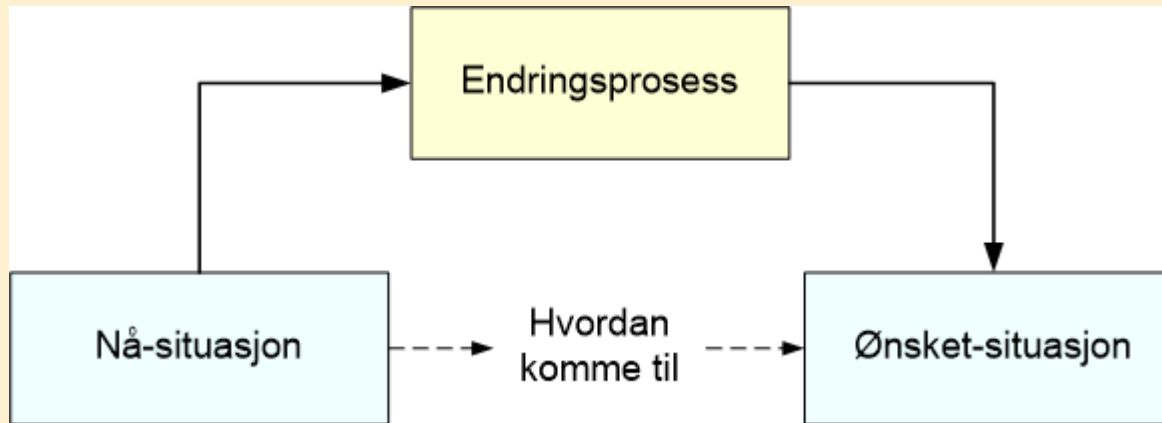 Endringsprosess
Nå-situasjon
Hvordan
komme til
Ønsket-situasjon